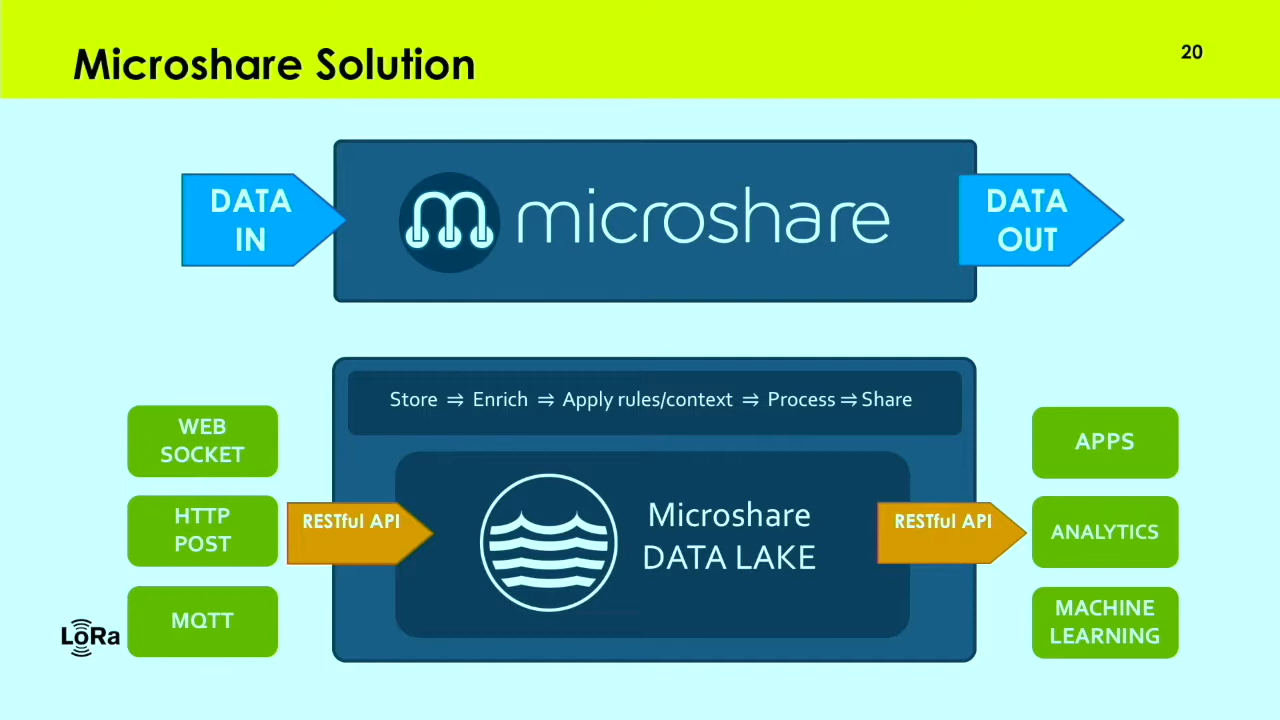 Microshare Solution
20
DATA
IN
microshare
DATA
OUT
Store ⇒ Enrich ⇒ Apply rules/context ⇒ Process ⇒ Share
WEB
SOCKET
HTTP
POST
MQTT
LoRa
RESTful API
Microshare
DATA LAKE
RESTful API
APPS
ANALYTICS
MACHINE
LEARNING